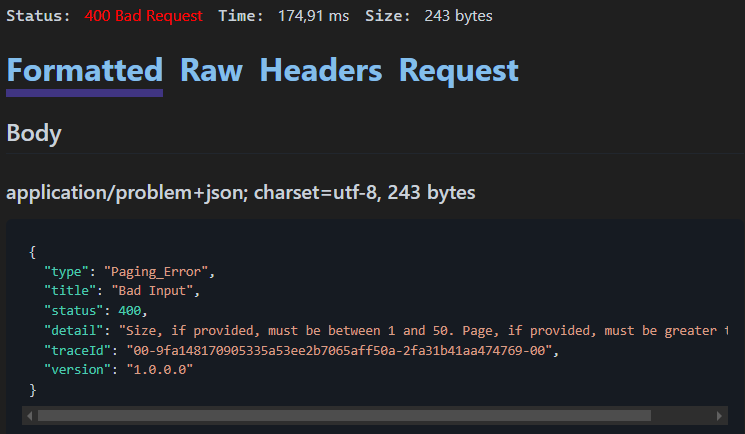 Status: 400 Bad Request Time: 174,91 ms Size: 243 bytes
Formatted Raw Headers Request
Body
application/problem+json; charset=utf-8, 243 bytes
{
"type": "Paging_Error",
"title": "Bad Input",
"status": 400,
"detail": "Size, if provided, must be between 1 and 50. Page, if provided, must be greater
"traceId": "00-9fa148170905335a53ee2b7065aff50a-2fa31b41aa474769-00",
"version": "1.0.0.0"
}